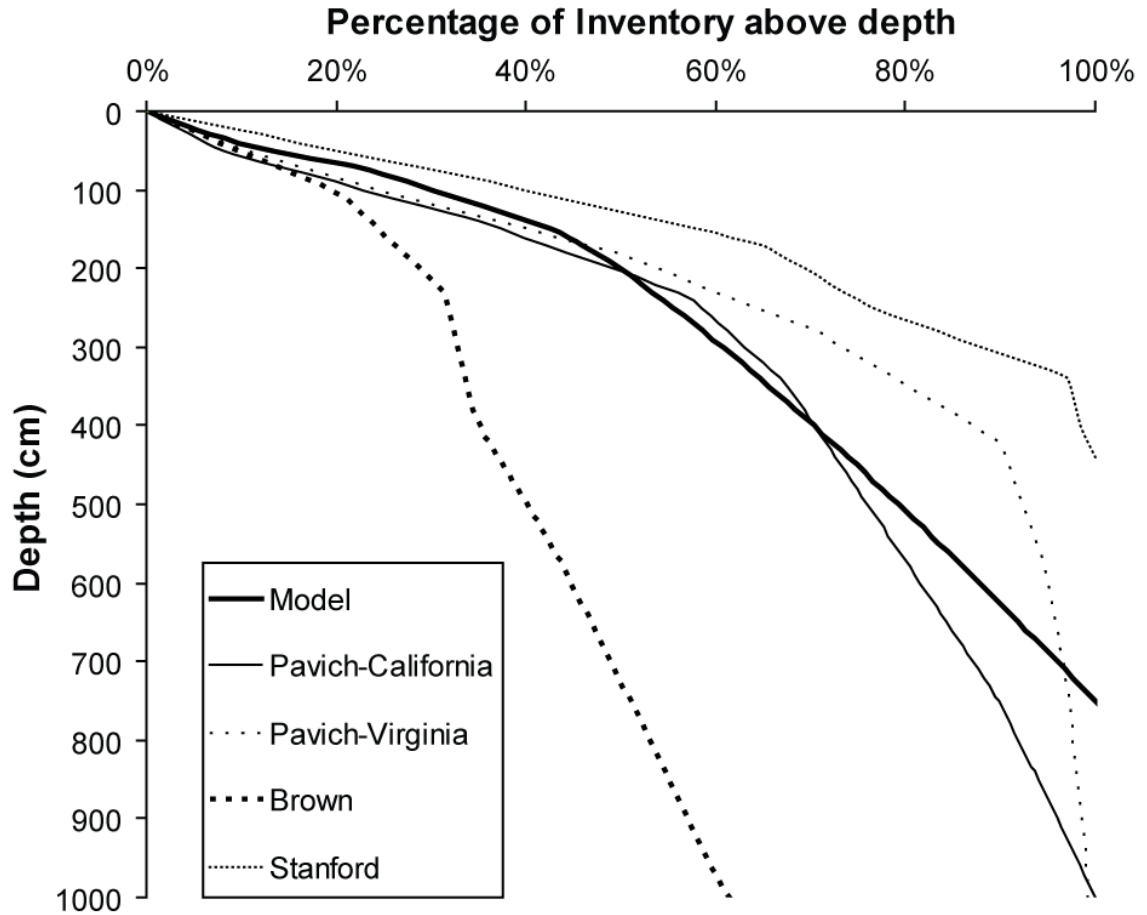 Percentage of Inventory above depth
0% 20% 40% 60% 80% 100%
0
100
200
300
400
500
600
700
800
900
1000
Depth (cm)
Model
Pavich-California
Pavich-Virginia
Brown
Stanford